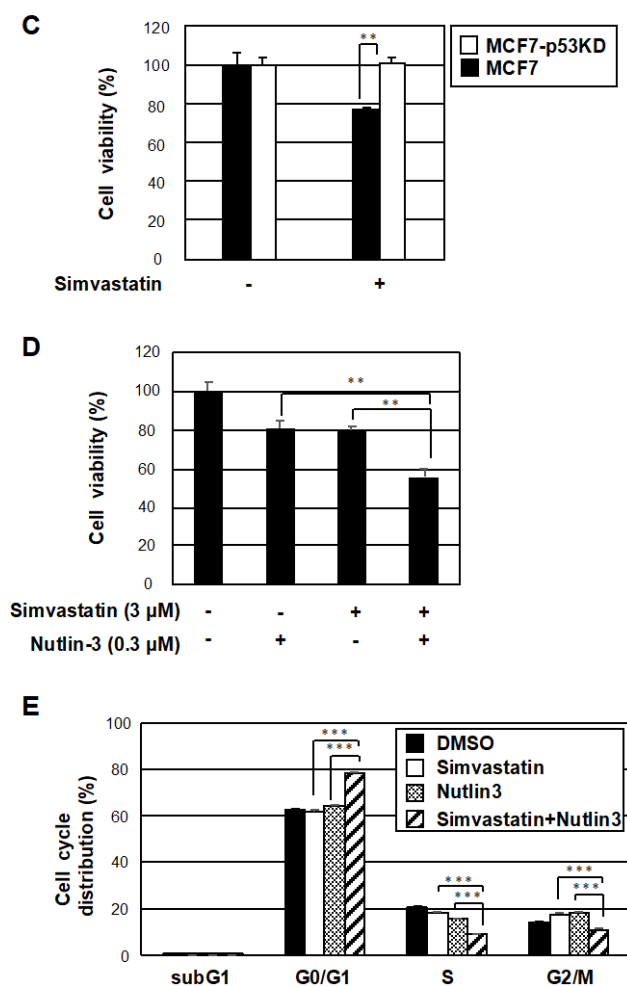 C
120
100
80
60
40
20
0
Cell viability (%)
**
MCF7-p53KD
MCF7
Simvastatin - +
D
120
100
80
60
40
20
0
Cell viability (%)
**
**
Simvastatin (3 µM) - - + +
Nutlin-3 (0.3 µM) - + - +
E
100
80
60
40
20
0
Cell cycle
distribution (%)
***
***
***
***
***
***
DMSO
Simvastatin
Nutlin3
Simvastatin+Nutlin3
subG1 G0/G1 S G2/M